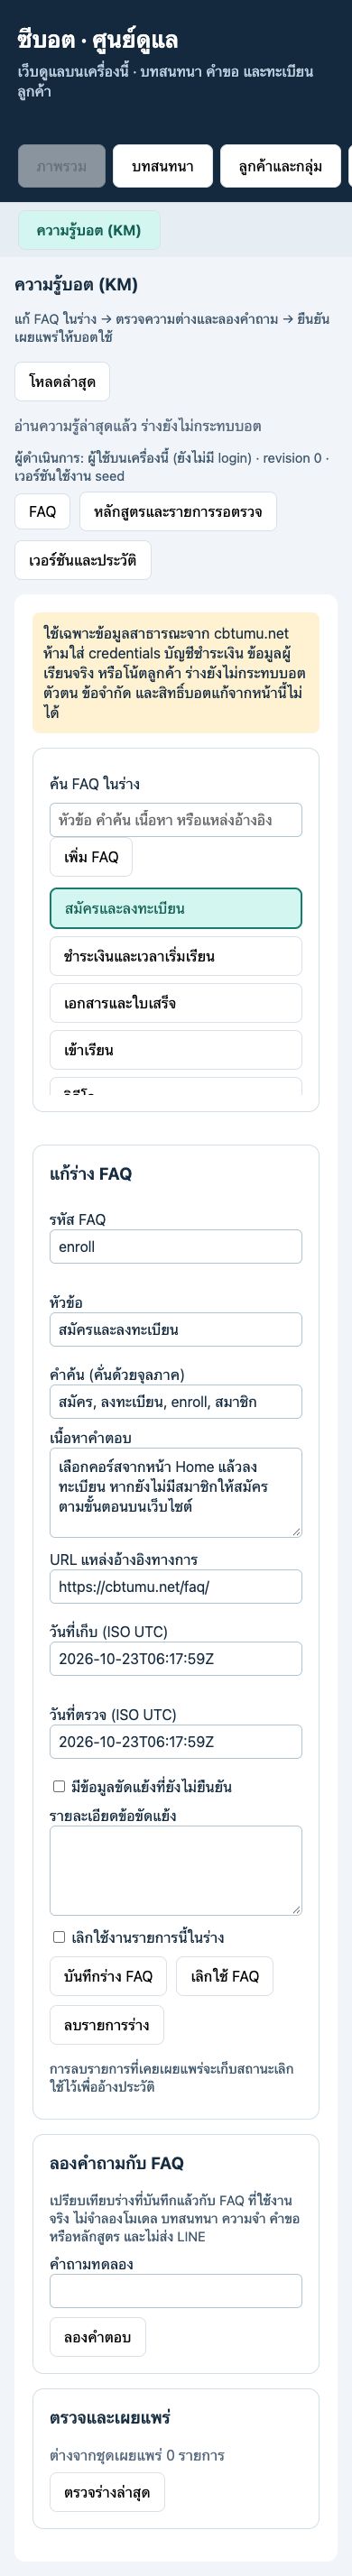 ซีบอต · ศูนย์ดูแล
เว็บดูแลบนเครื่องนี้ · บทสนทนา คำขอ และทะเบียน
ลูกค้า
ภาพรวม
บทสนทนา
ลูกค้าและกลุ่ม
ความรู้บอต (KM)
ความรู้บอต (KM)
แก้ FAQ ในร่าง → ตรวจความต่างและลองคำถาม → ยืนยัน
เผยแพร่ให้บอตใช้
โหลดล่าสุด
อ่านความรู้ล่าสุดแล้ว ร่างยังไม่กระทบบอต
ผู้ดำเนินการ: ผู้ใช้บนเครื่องนี้ (ยังไม่มี login) · revision 0 ·
เวอร์ชันใช้งาน seed
FAQ
หลักสูตรและรายการรอตรวจ
เวอร์ชันและประวัติ
ใช้เฉพาะข้อมูลสาธารณะจาก cbtumu.net
ห้ามใส่ credentials บัญชีชำระเงิน ข้อมูลผู้
เรียนจริง หรือโน้ตลูกค้า ร่างยังไม่กระทบบอต
ตัวตน ข้อจำกัด และสิทธิ์บอตแก้จากหน้านี้ไม่
ได้
ค้น FAQ ในร่าง
หัวข้อ คำค้น เนื้อหา หรือแหล่งอ้างอิง
เพิ่ม FAQ
สมัครและลงทะเบียน
ชำระเงินและเวลาเริ่มเรียน
เอกสารและใบเสร็จ
เข้าเรียน
แก้ร่าง FAQ
รหัส FAQ
enroll
หัวข้อ
สมัครและลงทะเบียน
คำค้น (คั่นด้วยจุลภาค)
สมัคร, ลงทะเบียน, enroll, สมาชิก
เนื้อหาคำตอบ
เลือกคอร์สจากหน้า Home แล้วลง
ทะเบียน หากยังไม่มีสมาชิกให้สมัคร
ตามขั้นตอนบนเว็บไซต์
URL แหล่งอ้างอิงทางการ
https://cbtumu.net/faq/
วันที่เก็บ (ISO UTC)
2026-10-23T06:17:59Z
วันที่ตรวจ (ISO UTC)
2026-10-23T06:17:59Z
มีข้อมูลขัดแย้งที่ยังไม่ยืนยัน
รายละเอียดข้อขัดแย้ง
เลิกใช้งานรายการนี้ในร่าง
บันทึกร่าง FAQ
เลิกใช้ FAQ
ลบรายการร่าง
การลบรายการที่เคยเผยแพร่จะเก็บสถานะเลิก
ใช้ไว้เพื่ออ้างประวัติ
ลองคำถามกับ FAQ
เปรียบเทียบร่างที่บันทึกแล้วกับ FAQ ที่ใช้งาน
จริง ไม่จำลองโมเดล บทสนทนา ความจำ คำขอ
หรือหลักสูตร และไม่ส่ง LINE
คำถามทดลอง
ลองคำตอบ
ตรวจและเผยแพร่
ต่างจากชุดเผยแพร่ 0 รายการ
ตรวจร่างล่าสุด